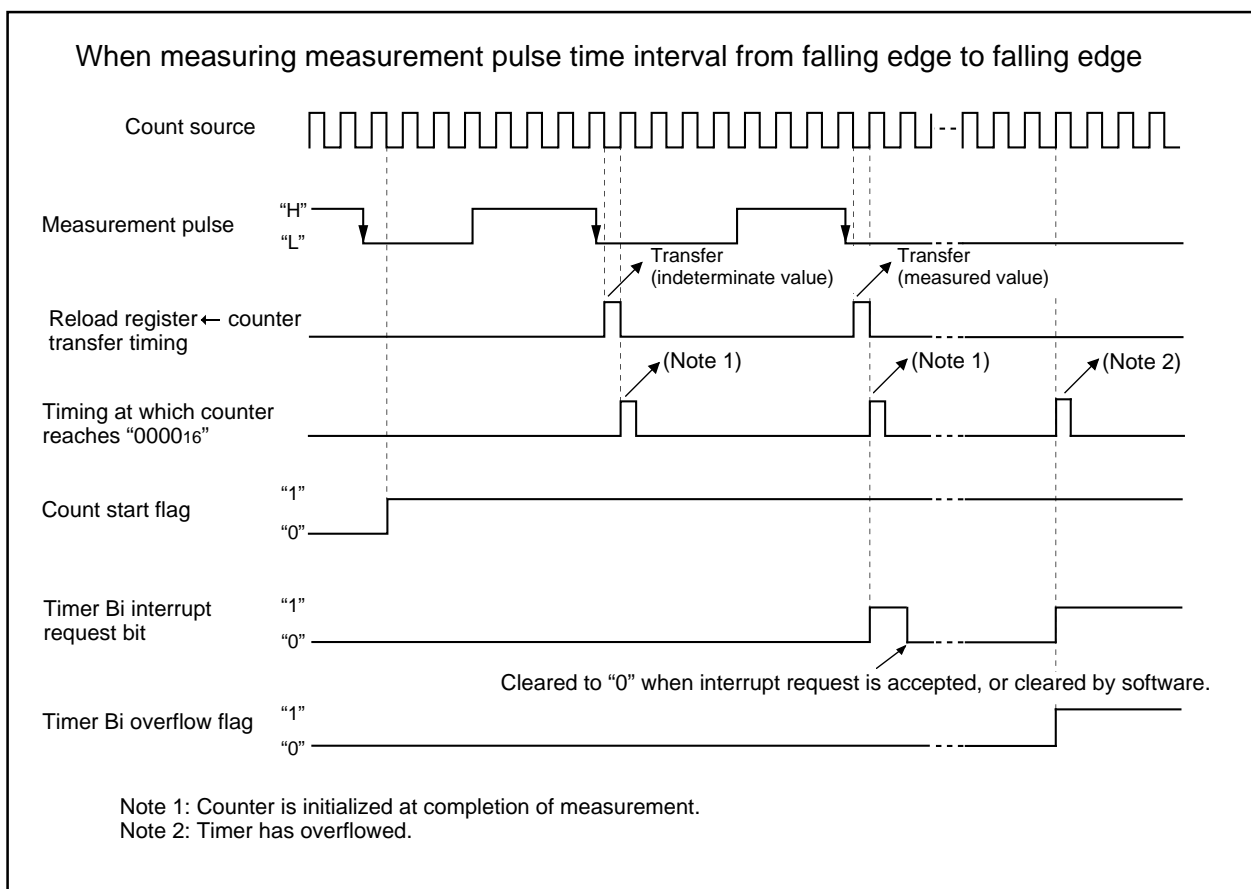 When measuring measurement pulse time interval from falling edge to falling edge
Count source
Measurement pulse
“H”
“L”
Transfer
(indeterminate value)
Transfer
(measured value)
Reload register ← counter
transfer timing
(Note 1)
(Note 1)
(Note 2)
Timing at which counter
reaches “000016”
Count start flag
“1”
“0”
Timer Bi interrupt
request bit
“1”
“0”
Cleared to “0” when interrupt request is accepted, or cleared by software.
Timer Bi overflow flag
“1”
“0”
Note 1: Counter is initialized at completion of measurement.
Note 2: Timer has overflowed.